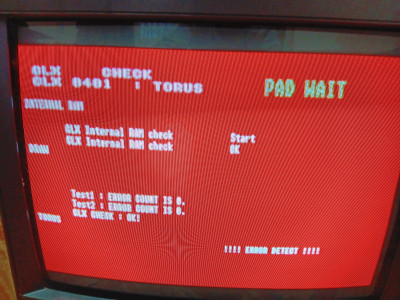 GLX CHECK
GLX 0401 : TORUS
PAD WAIT
INTERNAL RAM
GLX Internal RAM check Start
GLX Internal RAM check OK
DRAW
Test1 : ERROR COUNT IS 0.
Test2 : ERROR COUNT IS 0.
GLX CHECK : OK!
TORUS
!!!! ERROR DETECT !!!!